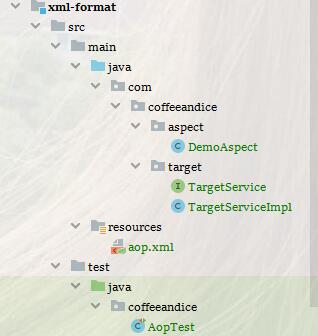 xml-format
src
main
java
com
coffeeandice
aspect
DemoAspect
target
TargetService
TargetServiceImpl
resources
aop.xml
test
java
coffeeandice
AopTest